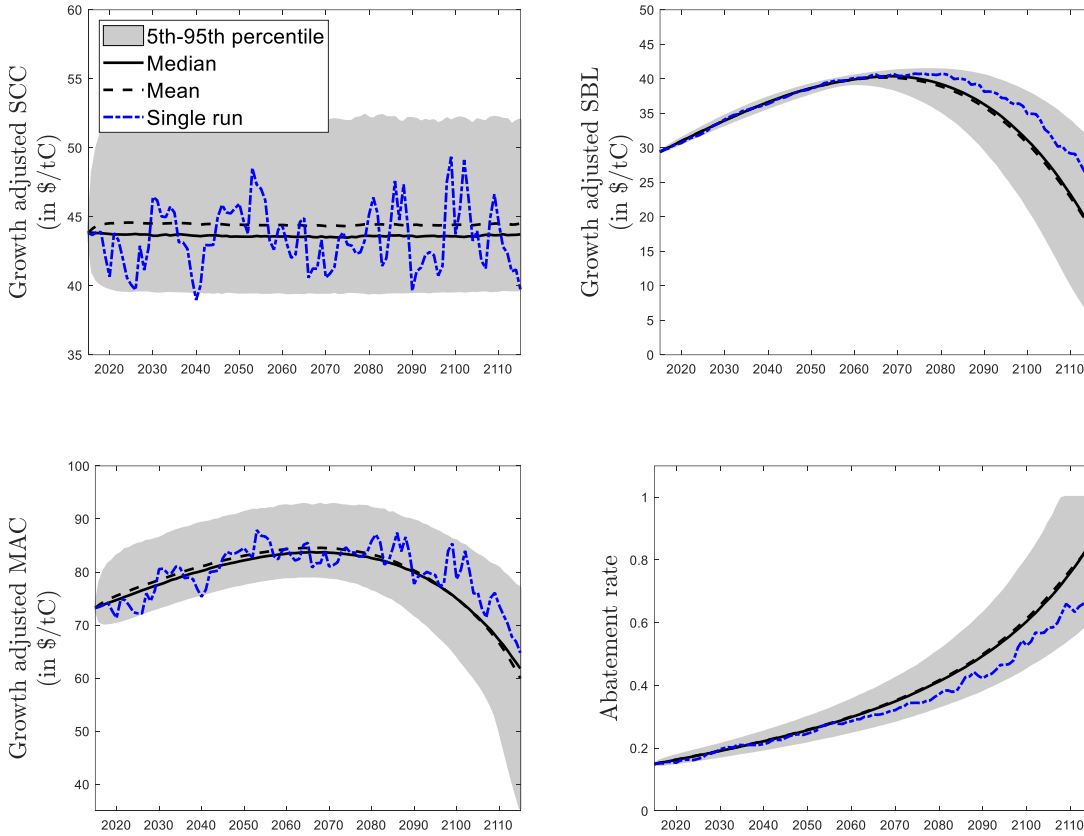 Growth adjusted SCC
(in $/tC)
60
55
50
45
40
35
5th-95th percentile
Median
Mean
Single run
2020 2030 2040 2050 2060 2070 2080 2090 2100 2110
Growth adjusted SBL
(in $/tC)
50
45
40
35
30
25
20
15
10
5
0
2020 2030 2040 2050 2060 2070 2080 2090 2100 2110
Growth adjusted MAC
(in $/tC)
100
90
80
70
60
50
40
2020 2030 2040 2050 2060 2070 2080 2090 2100 2110
Abatement rate
1
0.8
0.6
0.4
0.2
0
2020 2030 2040 2050 2060 2070 2080 2090 2100 2110